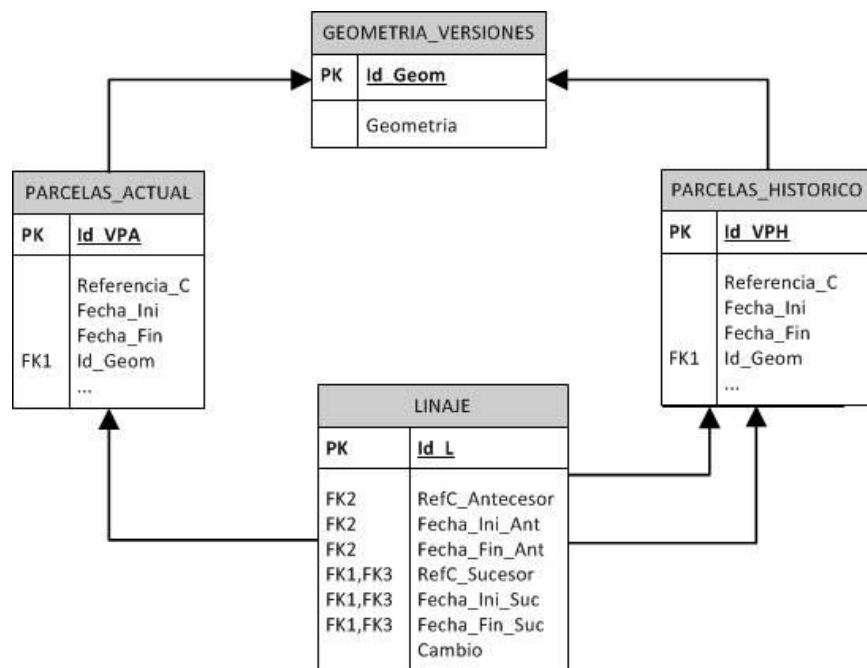 GEOMETRIA_VERSIONES
PK Id_Geom
Geometria
PARCELAS_ACTUAL
PK Id_VPA
Referencia_C
Fecha_Ini
Fecha_Fin
FK1 Id_Geom
...
PARCELAS_HISTORICO
PK Id_VPH
Referencia_C
Fecha_Ini
Fecha_Fin
FK1 Id_Geom
...
LINAJE
PK Id_L
FK2 RefC_Antecesor
FK2 Fecha_Ini_Ant
FK2 Fecha_Fin_Ant
FK1,FK3 RefC_Sucesor
FK1,FK3 Fecha_Ini_Suc
FK1,FK3 Fecha_Fin_Suc
Cambio